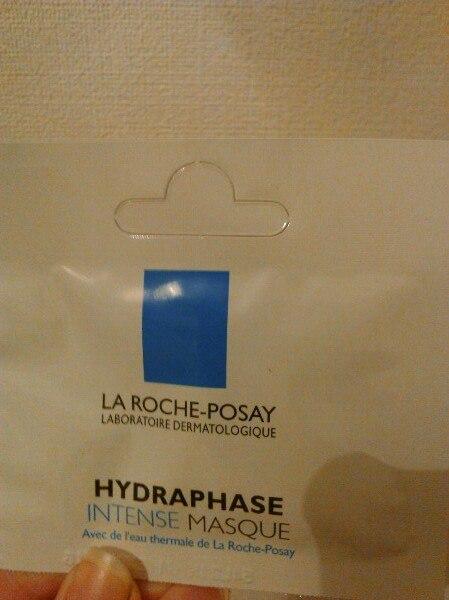 LA ROCHE-POSAY
LABORATOIRE DERMATOLOGIQUE
HYDRAPHASE
INTENSE MASQUE
Avec de l'eau thermale de La Roche-Posay